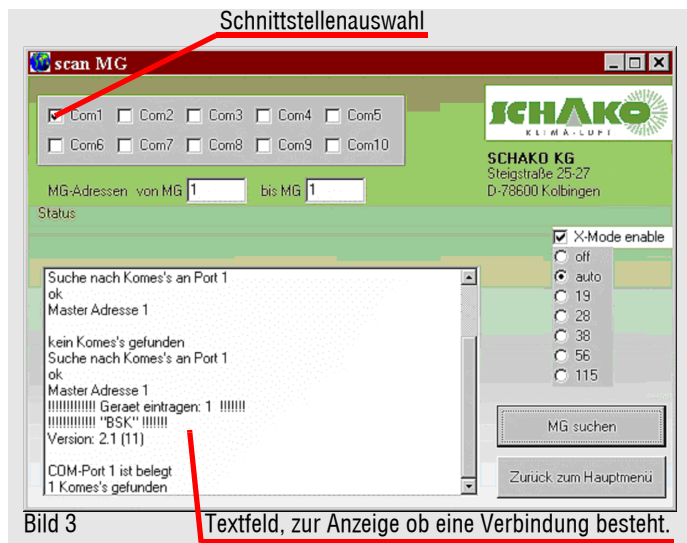 Schnittstellenauswahl
scan MG
Com1 Com2 Com3 Com4 Com5
Com6 Com7 Com8 Com9 Com10
SCHAKO
KLIMA-LUFT
SCHAKO KG
Steigstraße 25-27
D-78600 Kolbingen
MG-Adressen von MG 1 bis MG 1
Status
X-Mode enable
off
auto
19
28
38
56
115
Suche nach Komes's an Port 1
ok
Master Adresse 1
kein Komes's gefunden
Suche nach Komes's an Port 1
ok
Master Adresse 1
!!!!!!!!!!!!! Geraet eintragen: 1 !!!!!!!
!!!!!!!!!!!!! "BSK" !!!!!!!
Version: 2.1 (11)
COM-Port 1 ist belegt
1 Komes's gefunden
MG suchen
Zurück zum Hauptmenü
Bild 3
Textfeld, zur Anzeige ob eine Verbindung besteht.